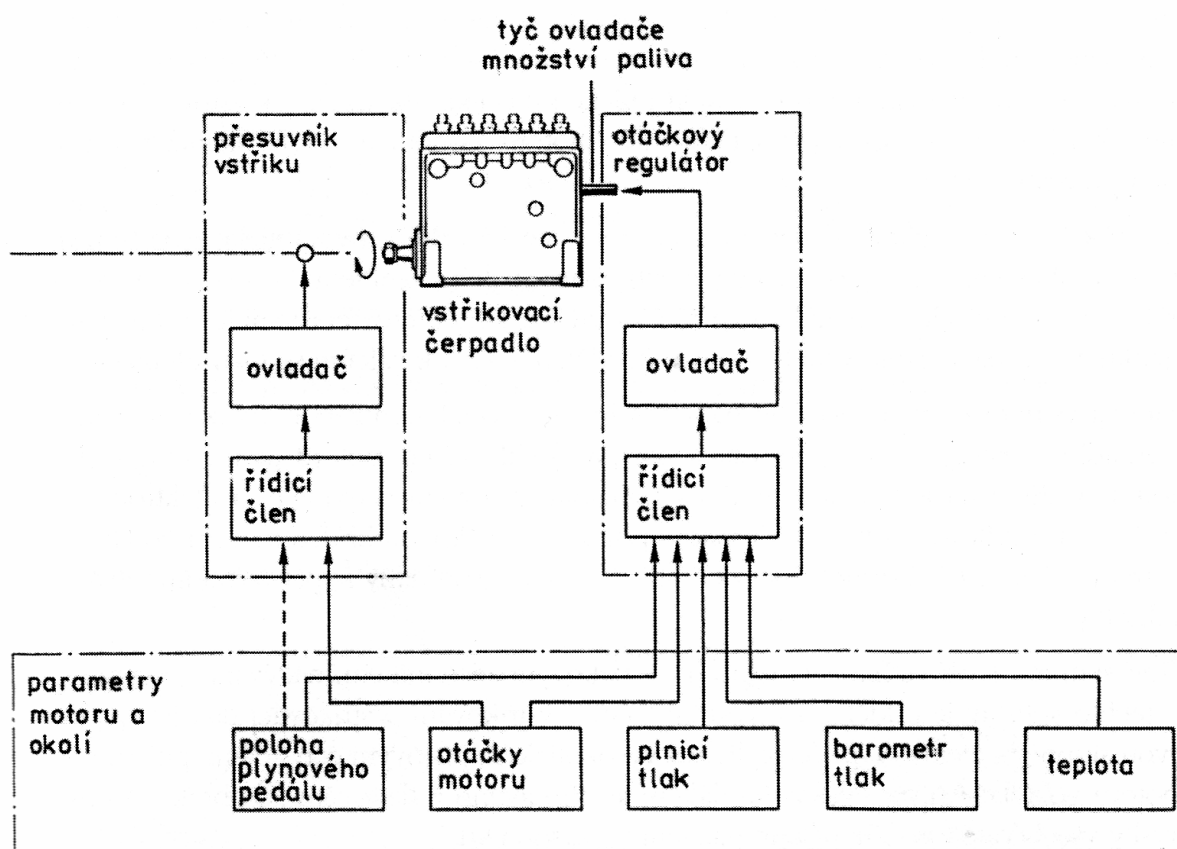 tyč ovladače
množství paliva
přesuvník
vstřiku
otáčkový
regulátor
vstřikovací
čerpadlo
ovladač
ovladač
řídicí
člen
řídicí
člen
parametry
motoru a
okolí
poloha
plynového
pedálu
otáčky
motoru
plnicí
tlak
barometr
tlak
teplota